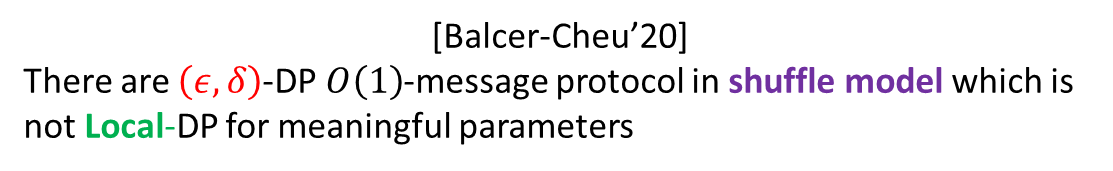 [Balcer-Cheu’20]
There are (ϵ, δ)-DP O(1)-message protocol in shuffle model which is
not Local-DP for meaningful parameters